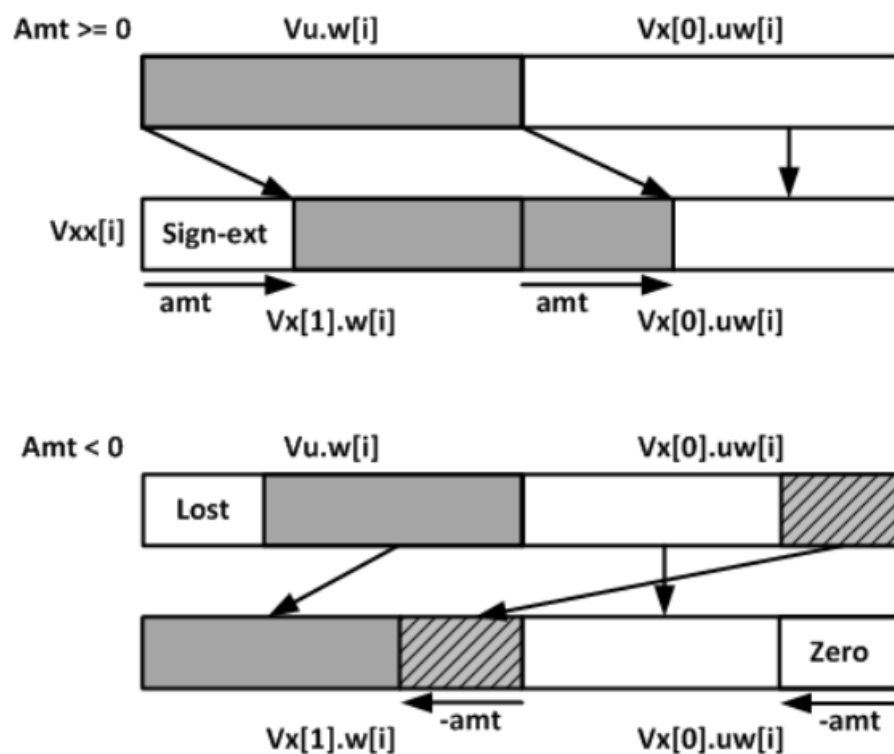 Amt >= 0 Vu.w[i] Vx[0].uw[i]
Vxx[i] Sign-ext
amt amt
Vx[1].w[i] Vx[0].uw[i]
Amt < 0 Vu.w[i] Vx[0].uw[i]
Lost
Zero
-amt -amt
Vx[1].w[i] Vx[0].uw[i]